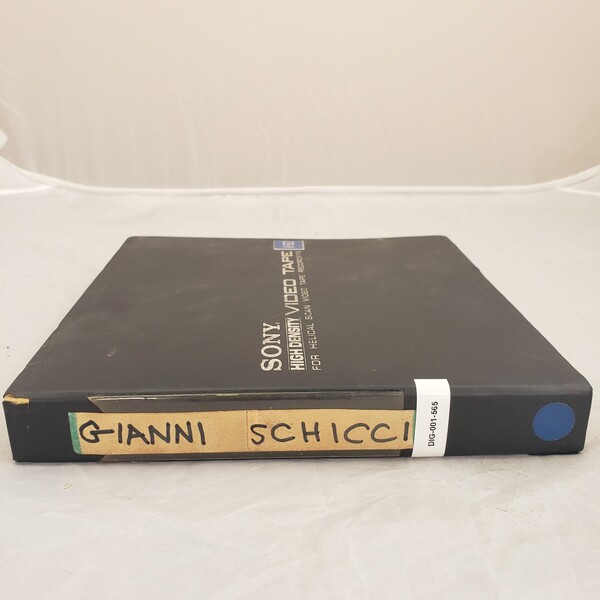 SONY
HIGH DENSITY VIDEO TAPE
FOR HELICAL SCAN VIDEO TAPE RECORDERS
GIANNI SCHICCI
DIG-001-565